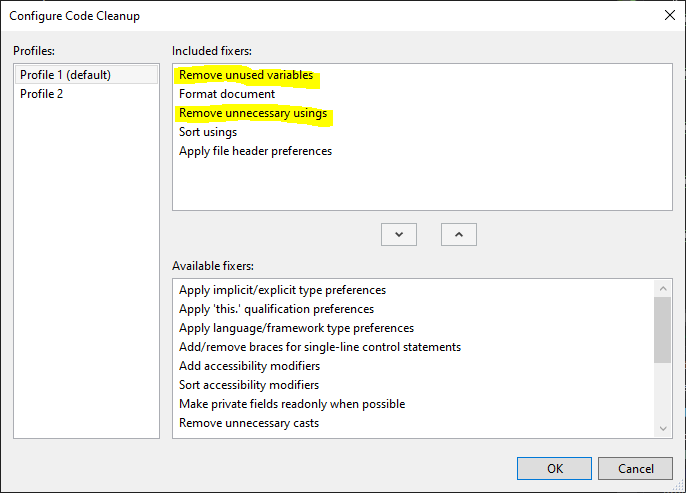 Configure Code Cleanup
Profiles:
Profile 1 (default)
Profile 2
Included fixers:
Remove unused variables
Format document
Remove unnecessary usings
Sort usings
Apply file header preferences
Available fixers:
Apply implicit/explicit type preferences
Apply 'this.' qualification preferences
Apply language/framework type preferences
Add/remove braces for single-line control statements
Add accessibility modifiers
Sort accessibility modifiers
Make private fields readonly when possible
Remove unnecessary casts
OK
Cancel